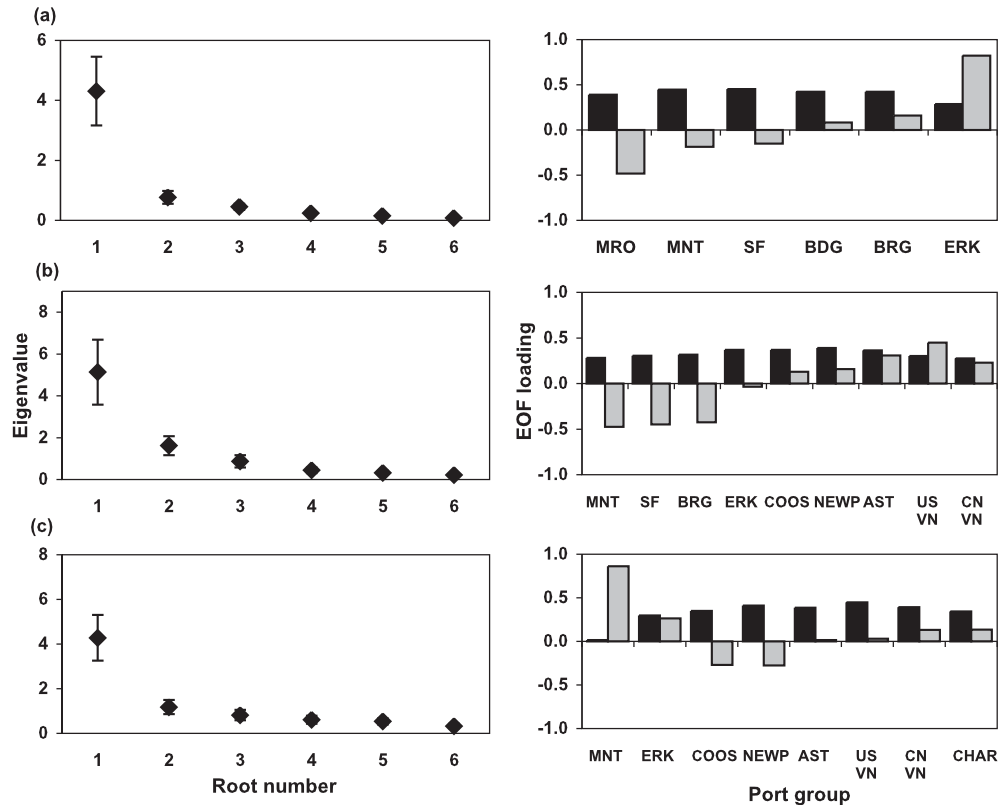 (a)
6
4
2
0
1 2 3 4 5 6
1.0
0.5
0.0
-0.5
-1.0
MRO MNT SF BDG BRG ERK
(b)
8
6
4
2
0
1 2 3 4 5 6
Eigenvalue
1.0
0.5
0.0
-0.5
-1.0
MNT SF BRG ERK COOS NEWP AST US CN
VN VN
EOF loading
(c)
8
6
4
2
0
1 2 3 4 5 6
Root number
1.0
0.5
0.0
-0.5
-1.0
MNT ERK COOS NEWP AST US CN CHAR
VN VN
Port group